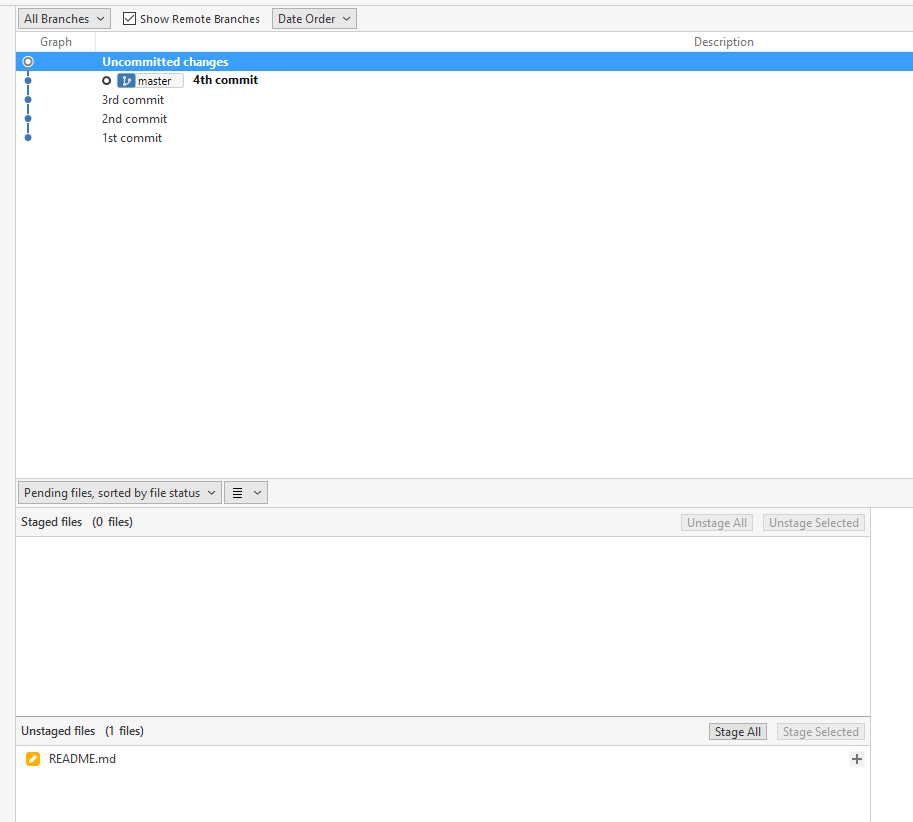 All Branches Show Remote Branches Date Order
Graph Description
Uncommitted changes
master 4th commit
3rd commit
2nd commit
1st commit
Pending files, sorted by file status
Staged files (0 files) Unstage All Unstage Selected
Unstaged files (1 files) Stage All Stage Selected
README.md